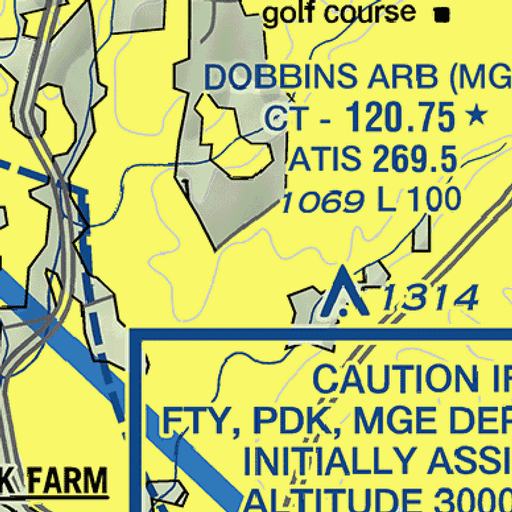 golf course
DOBBINS ARB (MG
CT - 120.75 ★
ATIS 269.5
1069 L 100
1314
CAUTION IF
FTY, PDK, MGE DEP
INITIALLY ASSI
ALTITUDE 3000
K FARM